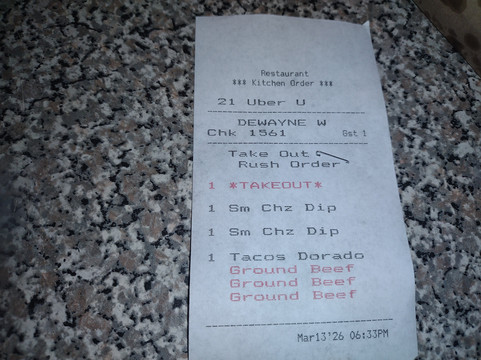 Restaurant
*** Kitchen Order ***
21 Uber U
DEWAYNE W
Chk 1561 Gst 1
Take Out
Rush Order
1 *TAKEOUT*
1 Sm Chz Dip
1 Sm Chz Dip
1 Tacos Dorado
Ground Beef
Ground Beef
Ground Beef
Mar13'26 06:33PM